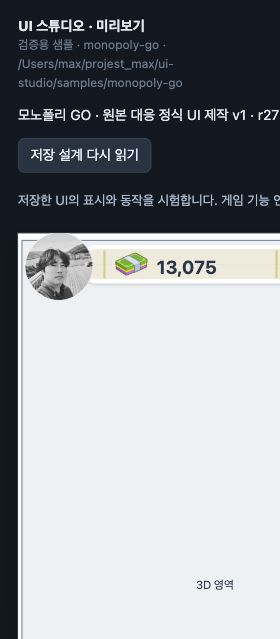 UI 스튜디오 · 미리보기
검증용 샘플 · monopoly-go ·
/Users/max/projest_max/ui-
studio/samples/monopoly-go
모노폴리 GO · 원본 대응 정식 UI 제작 v1 · r27
저장 설계 다시 읽기
저장한 UI의 표시와 동작을 시험합니다. 게임 기능 연
13,075
3D 영역